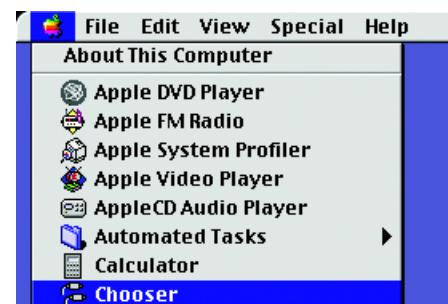 File Edit View Special Help
About This Computer
Apple DVD Player
Apple FM Radio
Apple System Profiler
Apple Video Player
AppleCD Audio Player
Automated Tasks
Calculator
Chooser